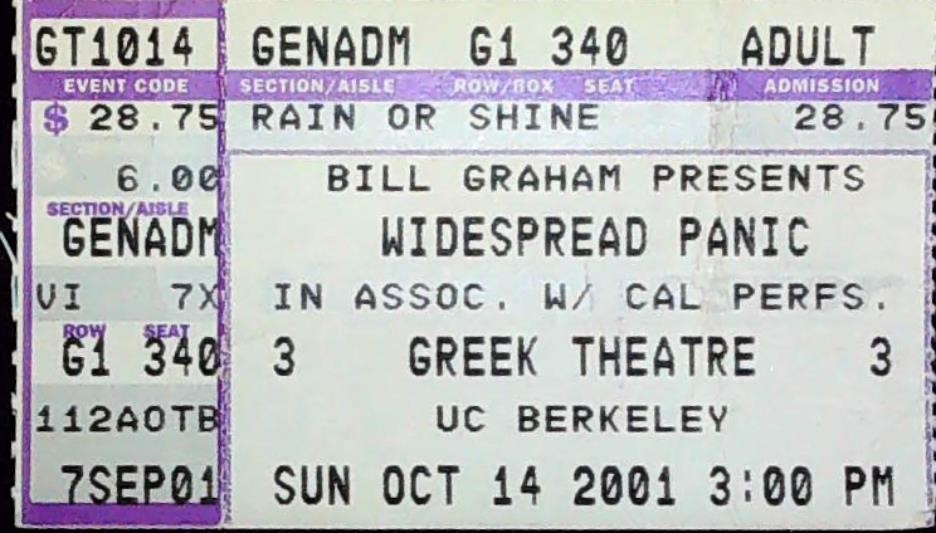 GT1014 GENADM G1 340 ADULT
EVENT CODE SECTION/AISLE ROW/BOX SEAT ADMISSION
$ 28.75 RAIN OR SHINE 28.75
6.00 BILL GRAHAM PRESENTS
SECTION/AISLE
GENADM WIDESPREAD PANIC
VI 7X IN ASSOC. W/ CAL PERFS.
ROW SEAT
G1 340 3 GREEK THEATRE 3
112AOTB UC BERKELEY
7SEP01 SUN OCT 14 2001 3:00 PM